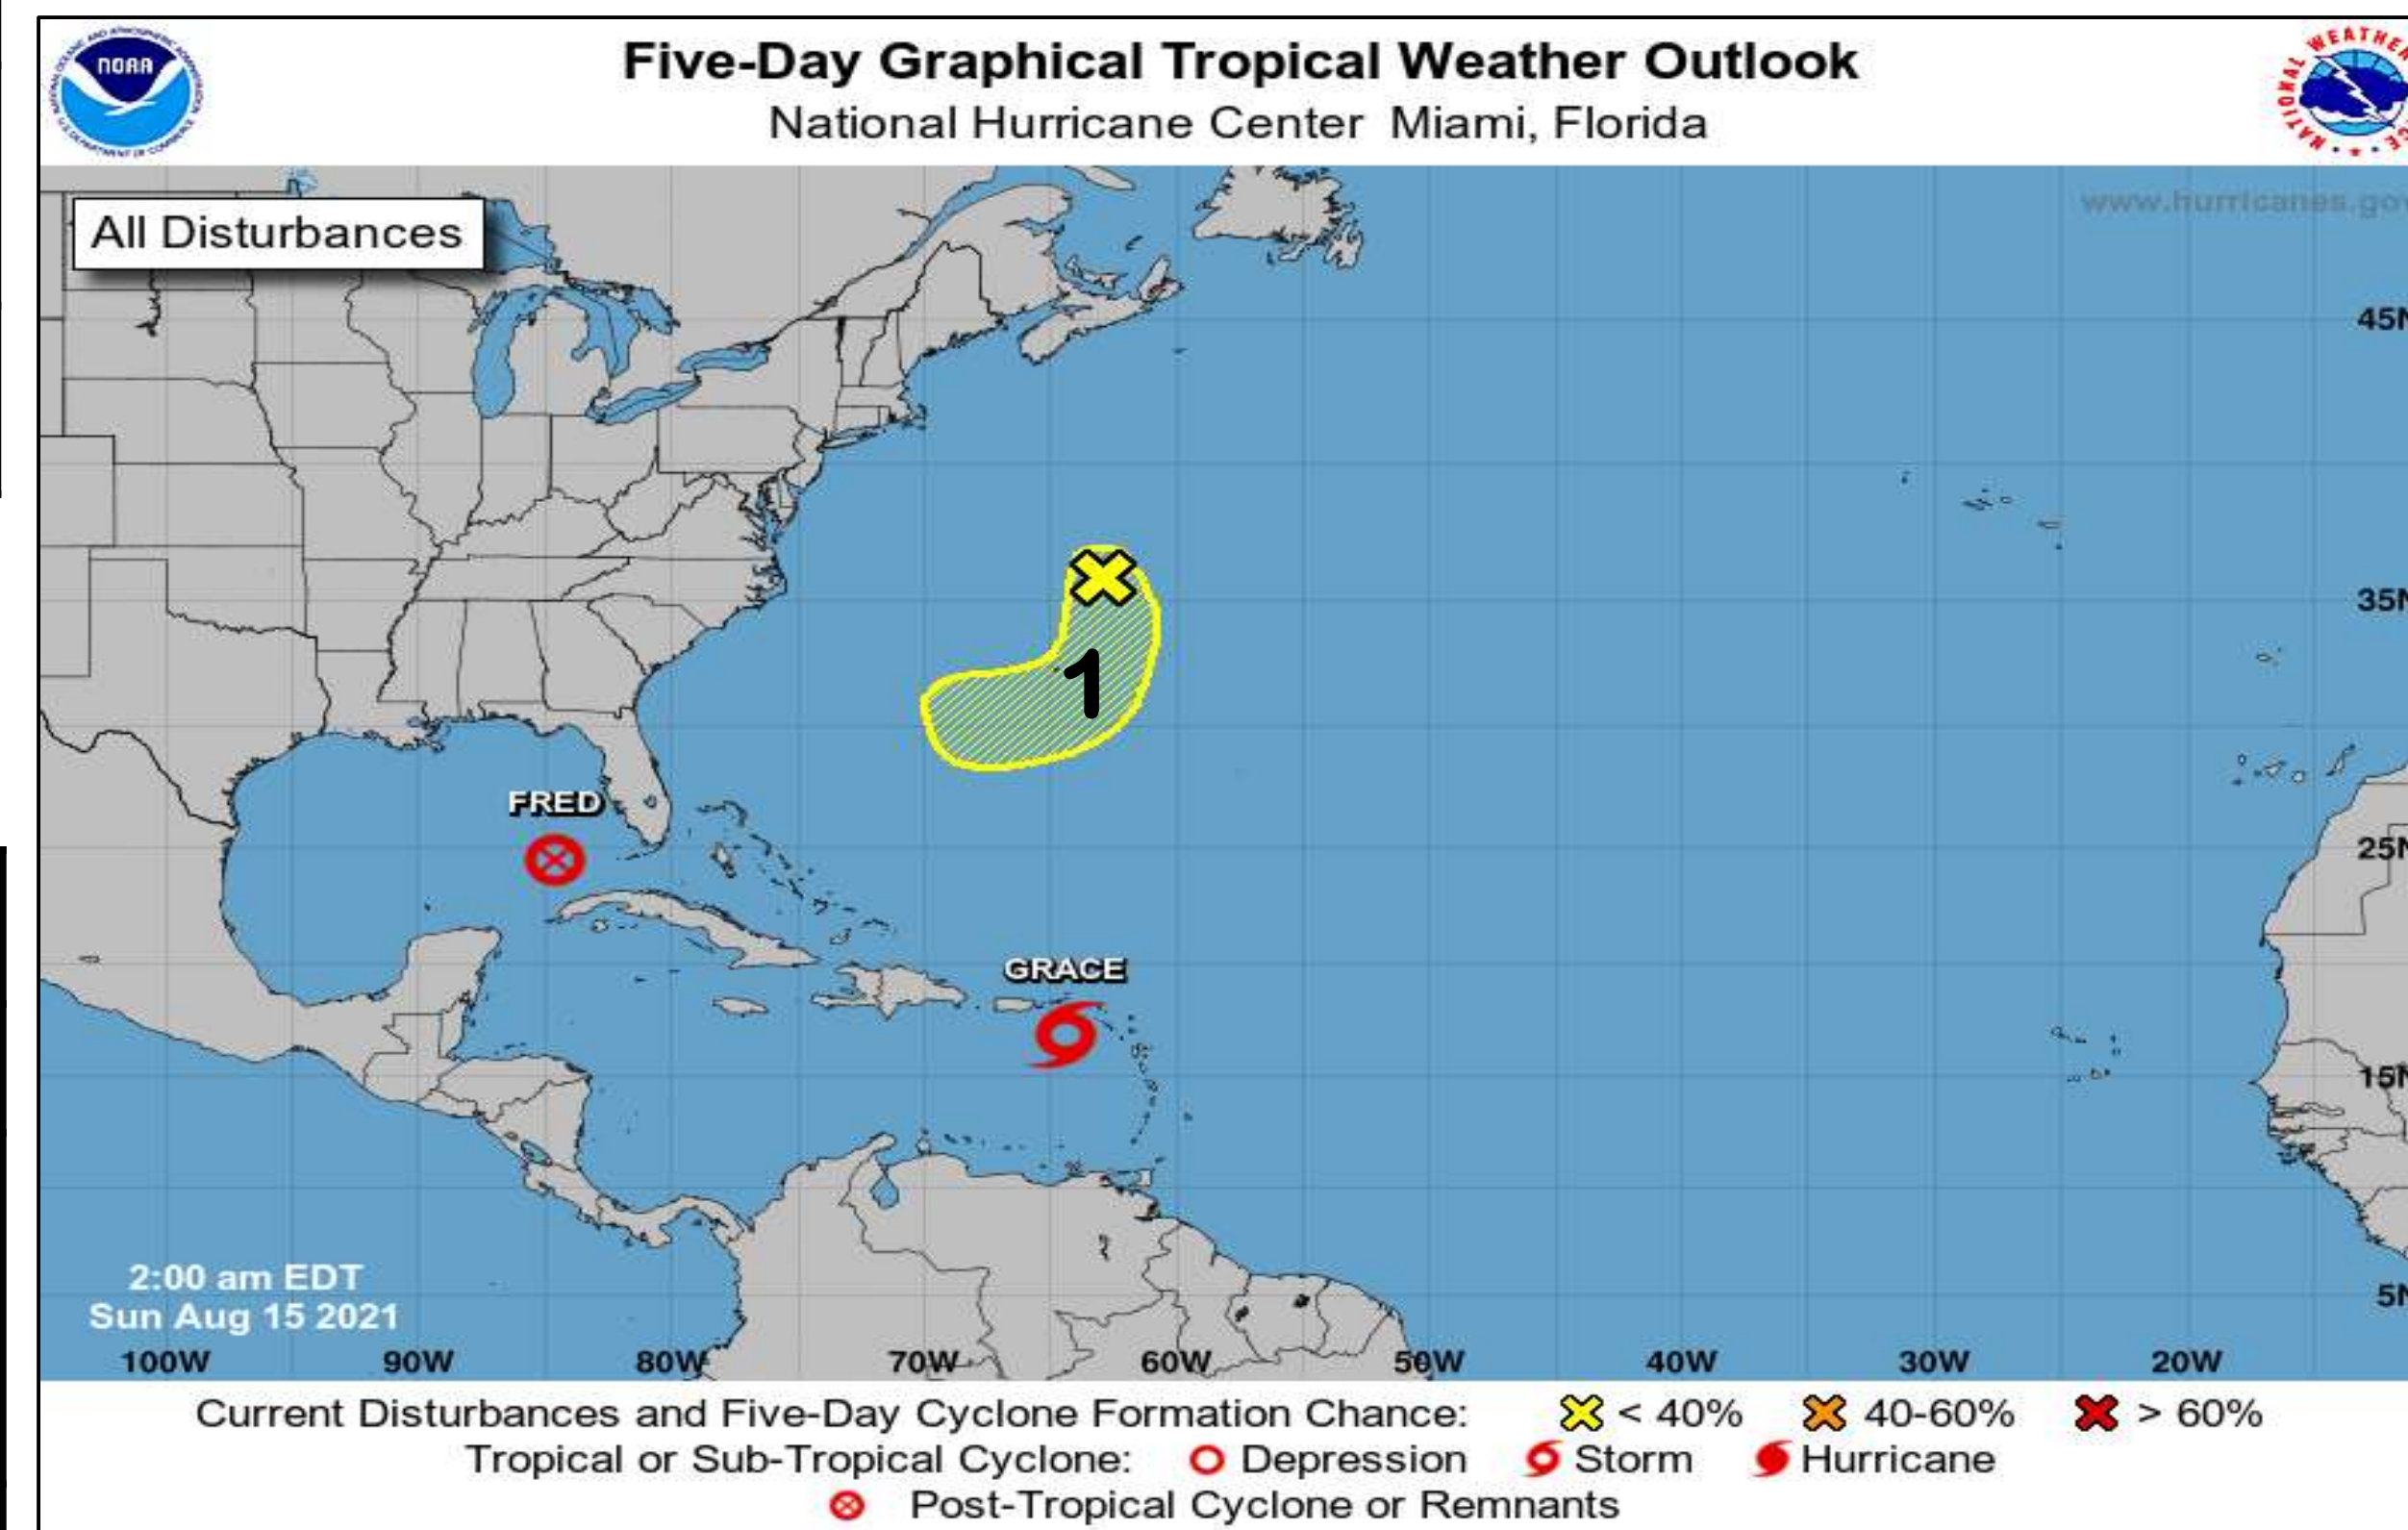 Five-Day Graphical Tropical Weather Outlook
National Hurricane Center Miami, Florida
NOAA
NATIONAL WEATHER
All Disturbances
www.hurricanes.gov
45N
35N
1
FRED
25N
GRACE
15N
2:00 am EDT
Sun Aug 15 2021
5N
100W 90W 80W 70W 60W 50W 40W 30W 20W
Current Disturbances and Five-Day Cyclone Formation Chance: < 40% 40-60% > 60%
Tropical or Sub-Tropical Cyclone: Depression Storm Hurricane
Post-Tropical Cyclone or Remnants